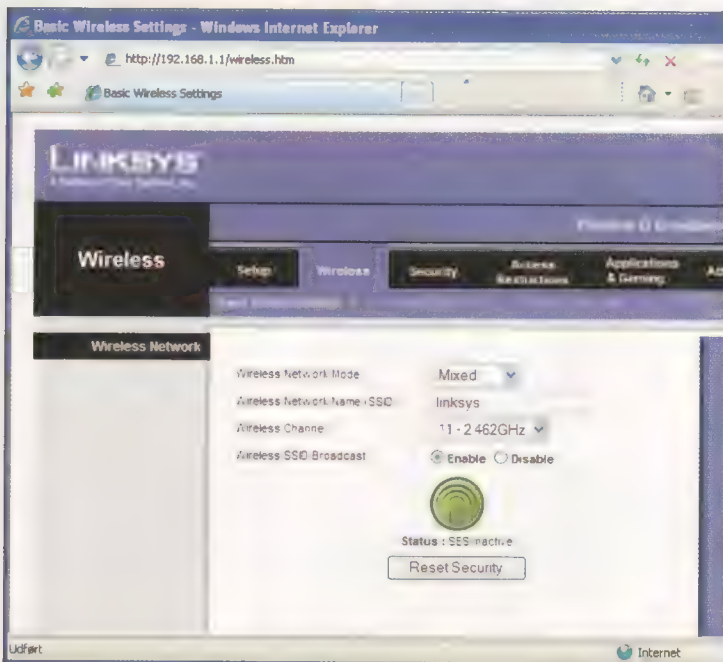 Basic Wireless Settings - Windows Internet Explorer
http://192.168.1.1/wireless.htm
Basic Wireless Settings
LINKSYS
Wireless
Setup
Wireless
Security
Access Restrictions
Applications & Gaming
Wireless Network
Wireless Network Mode
Mixed
Wireless Network Name (SSID
linksys
Wireless Channe
11 - 2.462GHz
Wireless SSID Broadcast
Enable
Disable
Status : SES Inactive
Reset Security
Udført
Internet